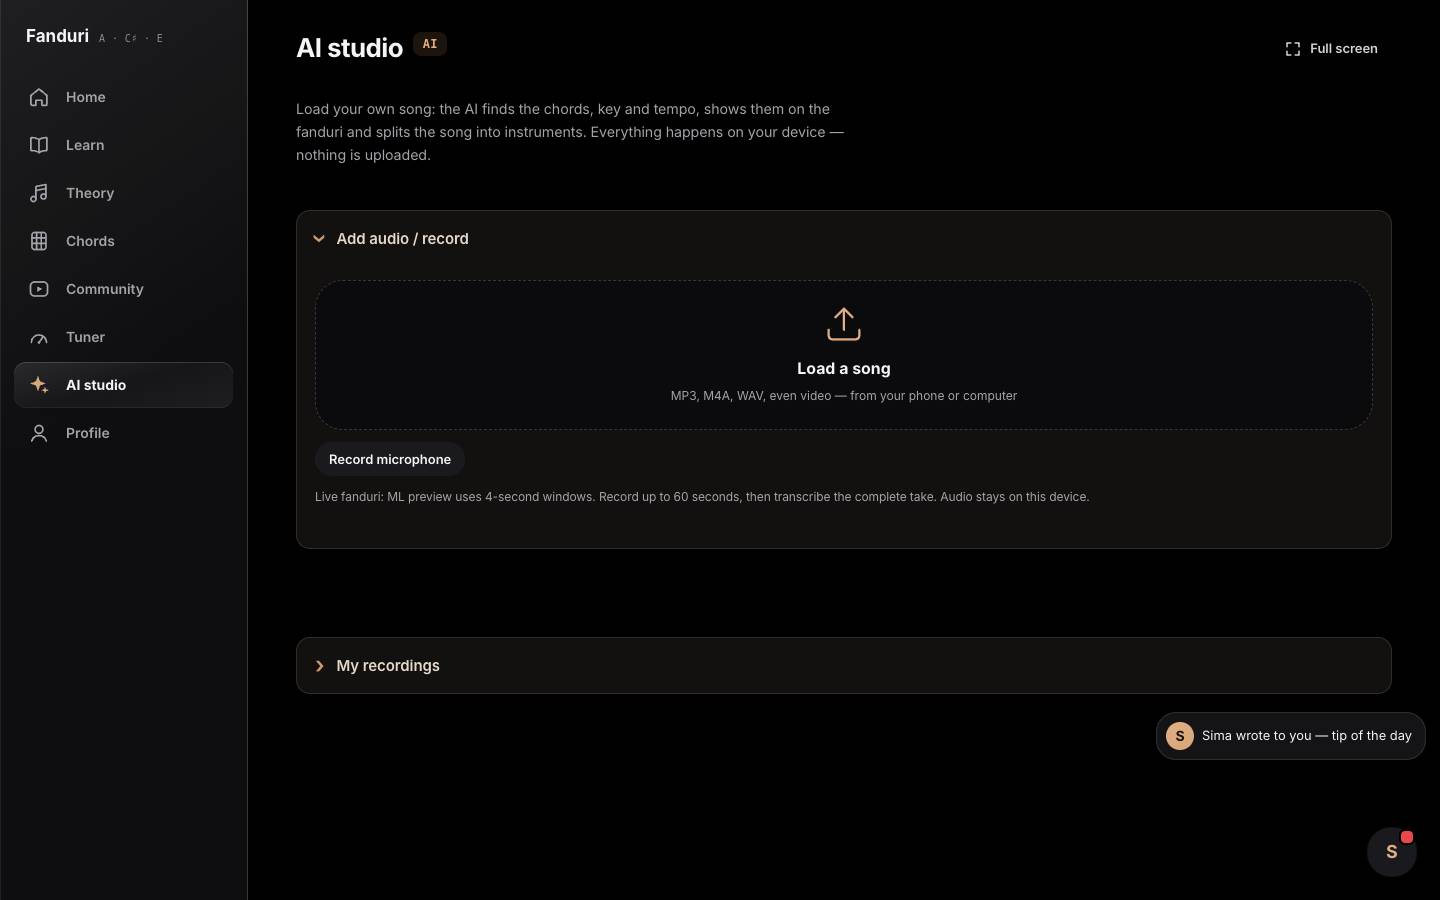 Fanduri A · C♯ · E
Home
Learn
Theory
Chords
Community
Tuner
AI studio
Profile
AI studio AI
Full screen
Load your own song: the AI finds the chords, key and tempo, shows them on the
fanduri and splits the song into instruments. Everything happens on your device —
nothing is uploaded.
Add audio / record
Load a song
MP3, M4A, WAV, even video — from your phone or computer
Record microphone
Live fanduri: ML preview uses 4-second windows. Record up to 60 seconds, then transcribe the complete take. Audio stays on this device.
My recordings
S Sima wrote to you — tip of the day
S